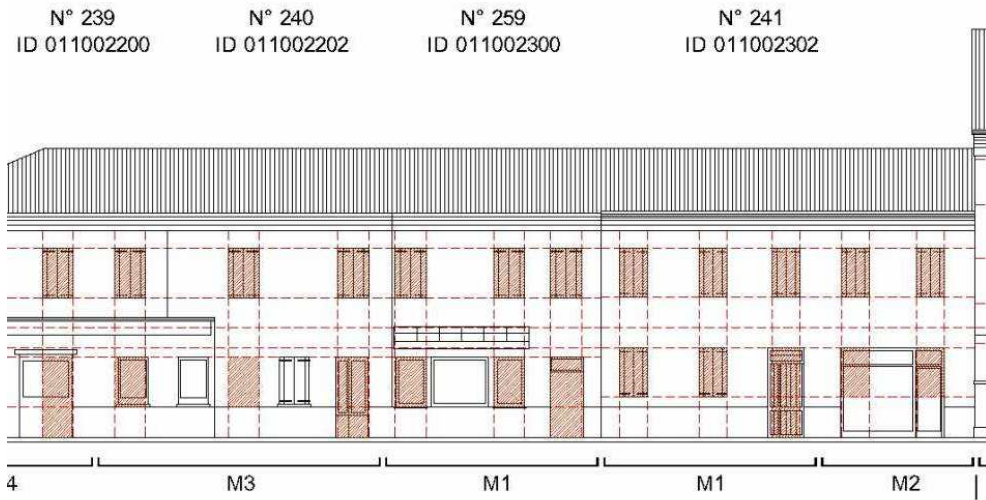 N° 239 N° 240 N° 259 N° 241
ID 011002200 ID 011002202 ID 011002300 ID 011002302
4 M3 M1 M1 M2